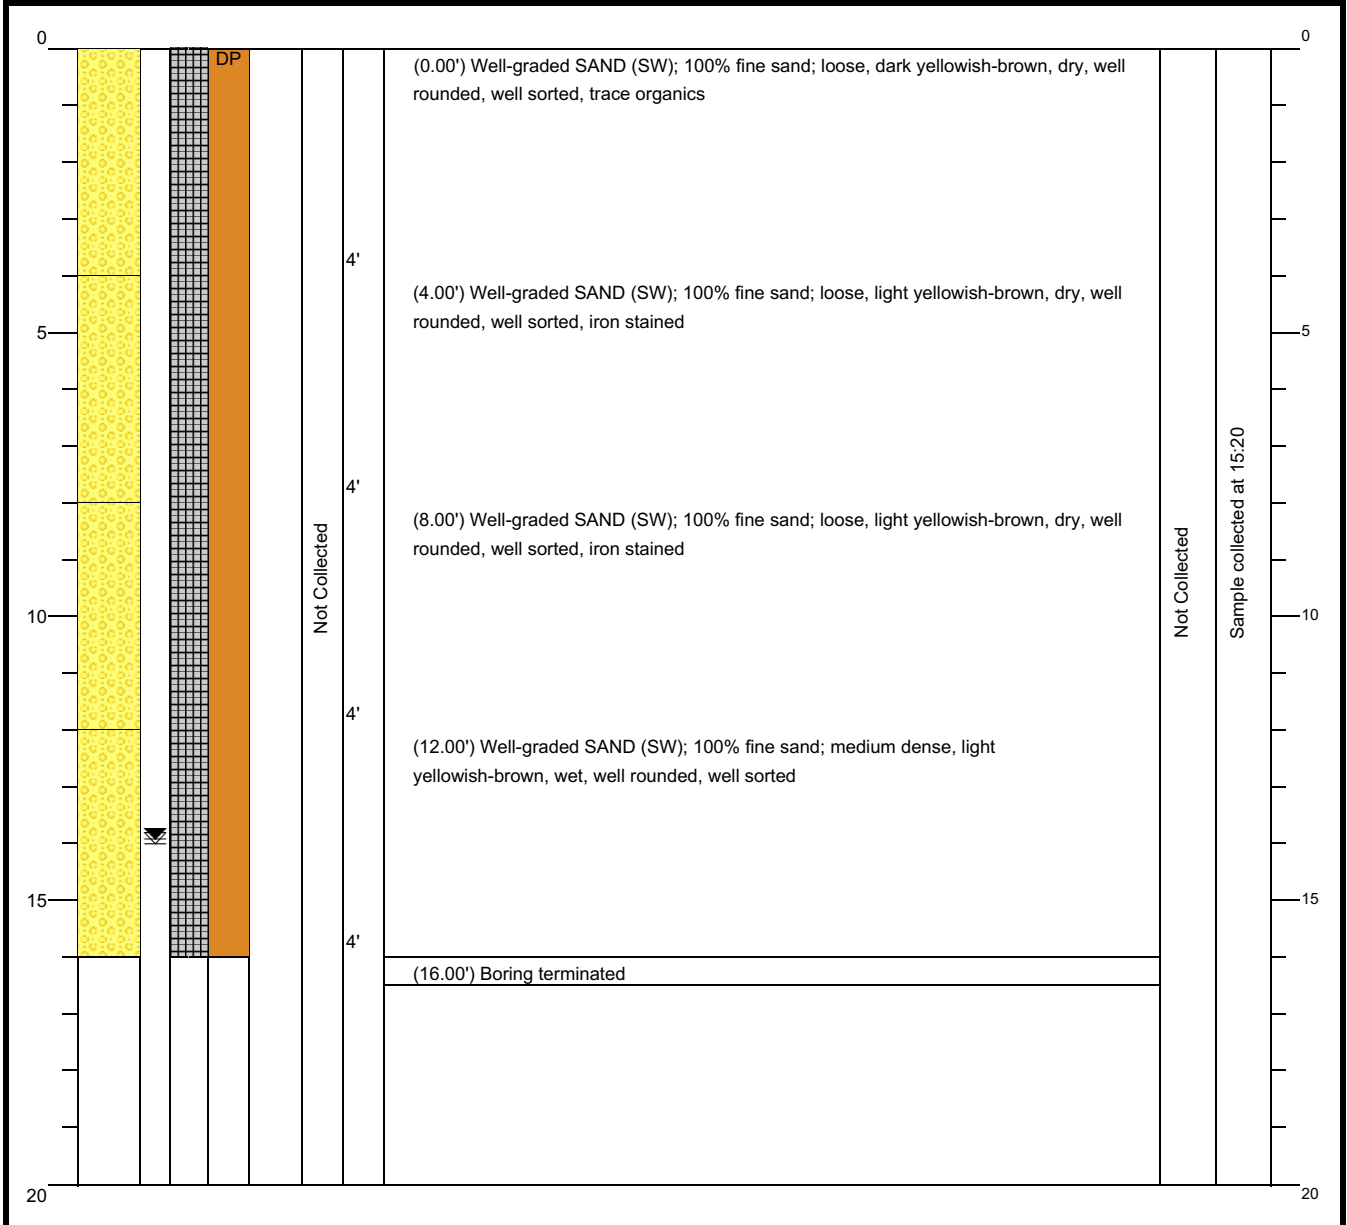 0
0
DP
(0.00') Well-graded SAND (SW); 100% fine sand; loose, dark yellowish-brown, dry, well
rounded, well sorted, trace organics
4'
(4.00') Well-graded SAND (SW); 100% fine sand; loose, light yellowish-brown, dry, well
rounded, well sorted, iron stained
5
5
4'
(8.00') Well-graded SAND (SW); 100% fine sand; loose, light yellowish-brown, dry, well
rounded, well sorted, iron stained
Not Collected
Not Collected
Sample collected at 15:20
10
10
4'
(12.00') Well-graded SAND (SW); 100% fine sand; medium dense, light
yellowish-brown, wet, well rounded, well sorted
15
15
4'
(16.00') Boring terminated
20
20